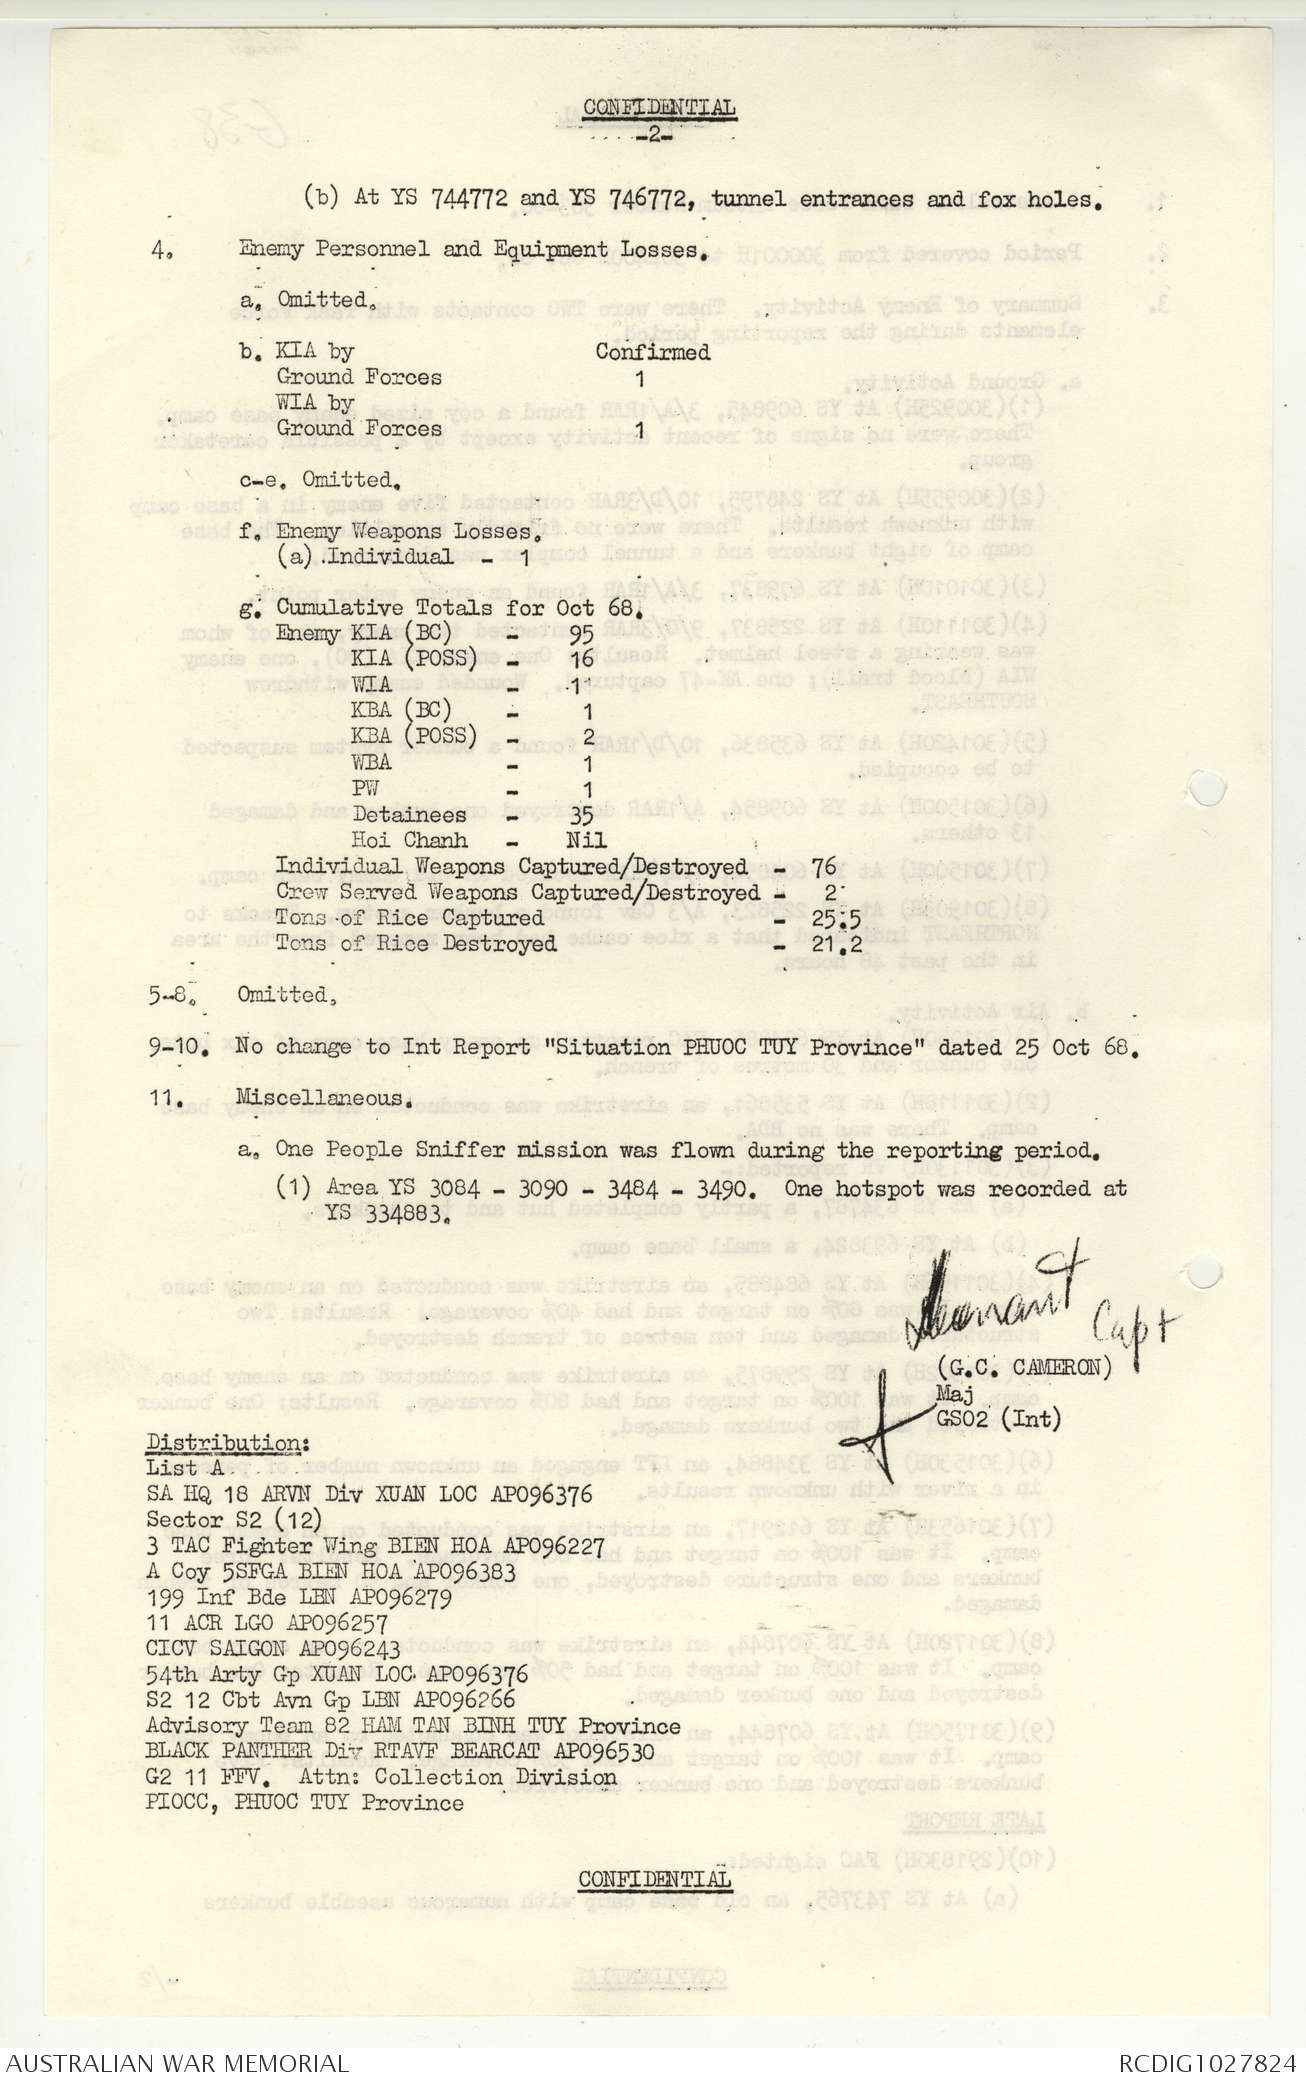 CONFIDENTIAL
-2-
(b) At YS 744772 and YS 746772, tunnel entrances and fox holes.
4. Enemy Personnel and Equipment Losses.
a. Omitted.
b. KIA by Confirmed
Ground Forces 1
WIA by
Ground Forces 1
c-e. Omitted.
f. Enemy Weapons Losses.
(a) Individual - 1
g. Cumulative Totals for Oct 68.
Enemy KIA (BC) - 95
KIA (POSS) - 16
WIA - 11
KBA (BC) - 1
KBA (POSS) - 2
WBA - 1
PW - 1
Detainees - 35
Hoi Chanh - Nil
Individual Weapons Captured/Destroyed - 76
Crew Served Weapons Captured/Destroyed - 2
Tons of Rice Captured - 25.5
Tons of Rice Destroyed - 21.2
5-8. Omitted.
9-10. No change to Int Report "Situation PHUOC TUY Province" dated 25 Oct 68.
11. Miscellaneous.
a. One People Sniffer mission was flown during the reporting period.
(1) Area YS 3084 - 3090 - 3484 - 3490. One hotspot was recorded at
YS 334883.
Capt
(G.C. CAMERON)
Maj
GSO2 (Int)
Distribution:
List A
SA HQ 18 ARVN Div XUAN LOC APO96376
Sector S2 (12)
3 TAC Fighter Wing BIEN HOA APO96227
A Coy 5SFGA BIEN HOA APO96383
199 Inf Bde LBN APO96279
11 ACR LGO APO96257
CICV SAIGON APO96243
54th Arty Gp XUAN LOC APO96376
S2 12 Cbt Avn Gp LBN APO96266
Advisory Team 82 HAM TAN BINH TUY Province
BLACK PANTHER Div RTAVF BEARCAT APO96530
G2 11 FFV. Attn: Collection Division
PIOCC, PHUOC TUY Province
CONFIDENTIAL
AUSTRALIAN WAR MEMORIAL RCDIG1027824